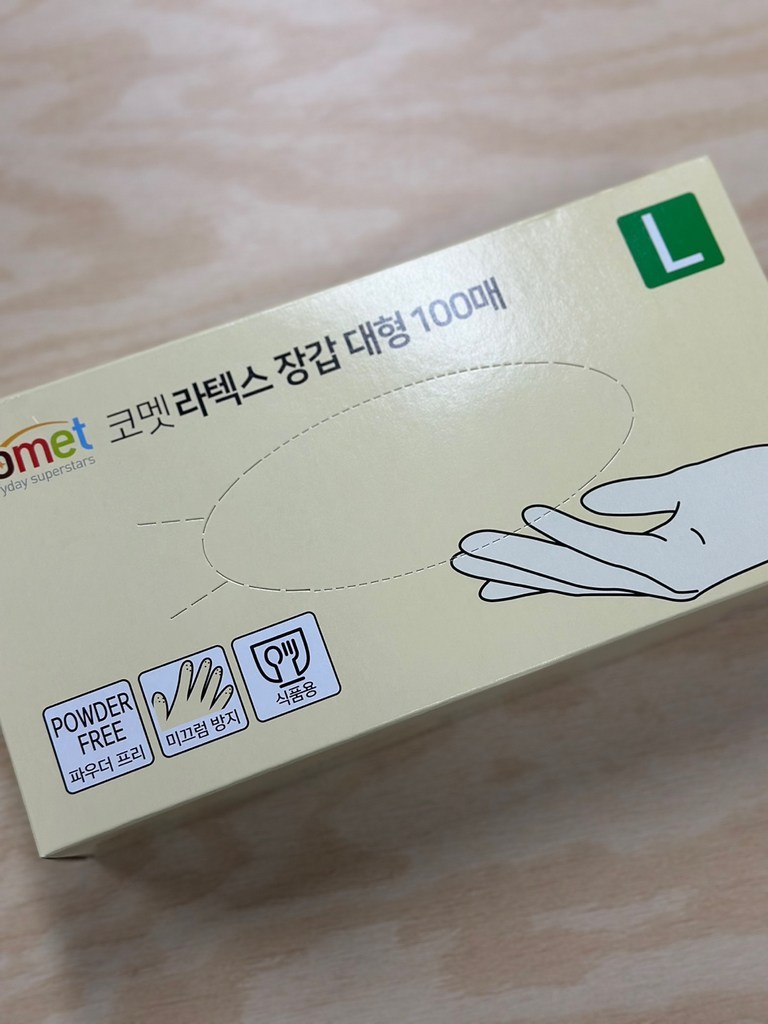 L
코멧 라텍스 장갑 대형 100매
omet
yday superstars
POWDER
FREE
파우더 프리
미끄럼 방지
식품용